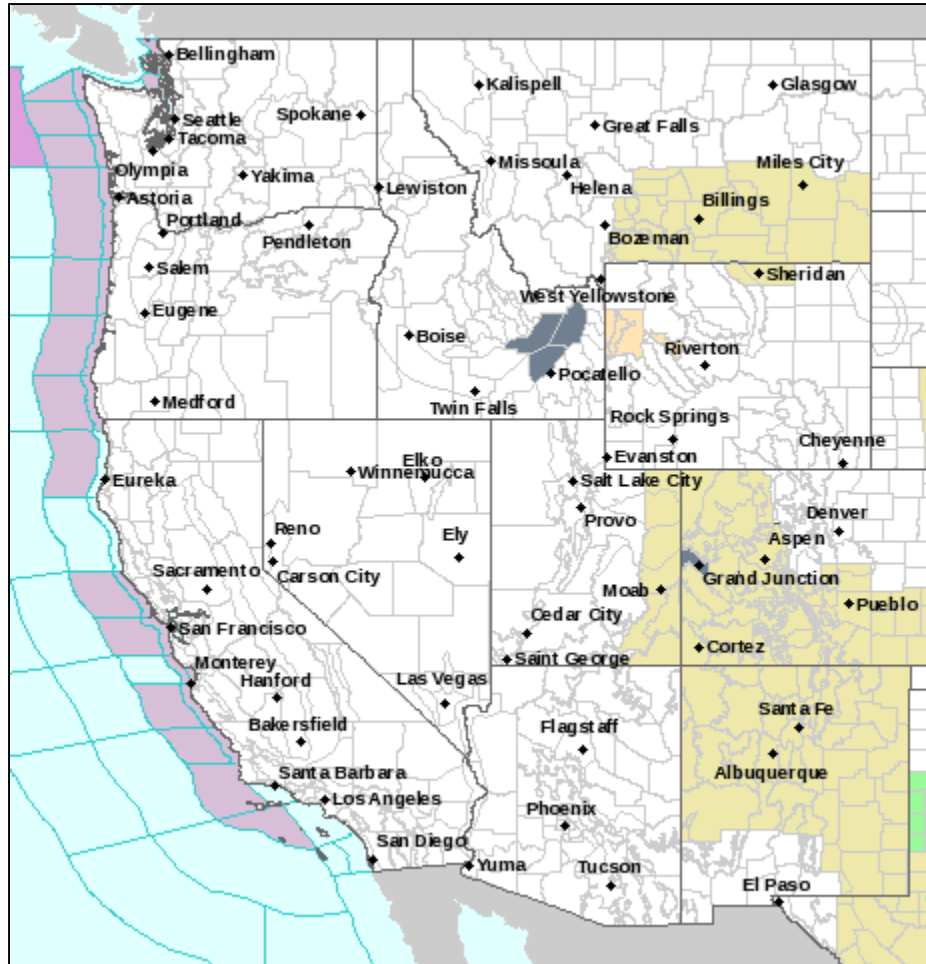 Bellingham
Kalispell
Glasgow
Seattle
Spokane
Great Falls
Tacoma
Olympia
Missoula
Miles City
Yakima
Lewiston
Helena
Astoria
Billings
Portland
Pendleton
Bozeman
Salem
Sheridan
West Yellowstone
Eugene
Boise
Riverton
Pocatello
Medford
Twin Falls
Rock Springs
Cheyenne
Elko
Evanston
Winnemucca
Eureka
Salt Lake City
Provo
Denver
Reno
Ely
Aspen
Sacramento
Carson City
Grand Junction
Moab
Pueblo
Cedar City
San Francisco
Cortez
Saint George
Monterey
Hanford
Las Vegas
Santa Fe
Bakersfield
Flagstaff
Albuquerque
Santa Barbara
Los Angeles
Phoenix
San Diego
Yuma
Tucson
El Paso